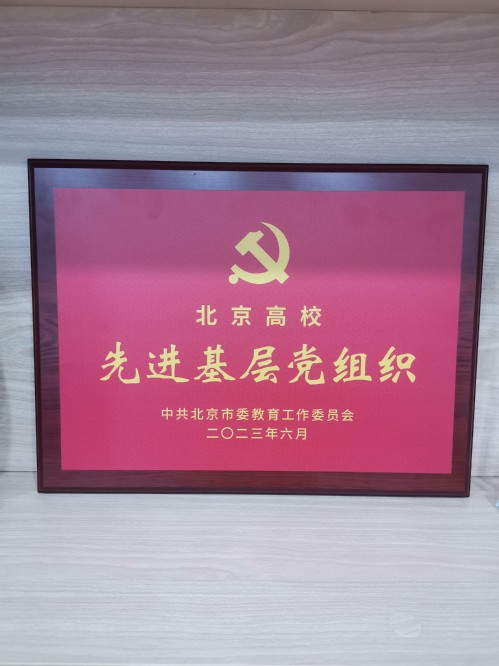 北京高校
先进基层党组织
中共北京市委教育工作委员会
二〇二三年六月